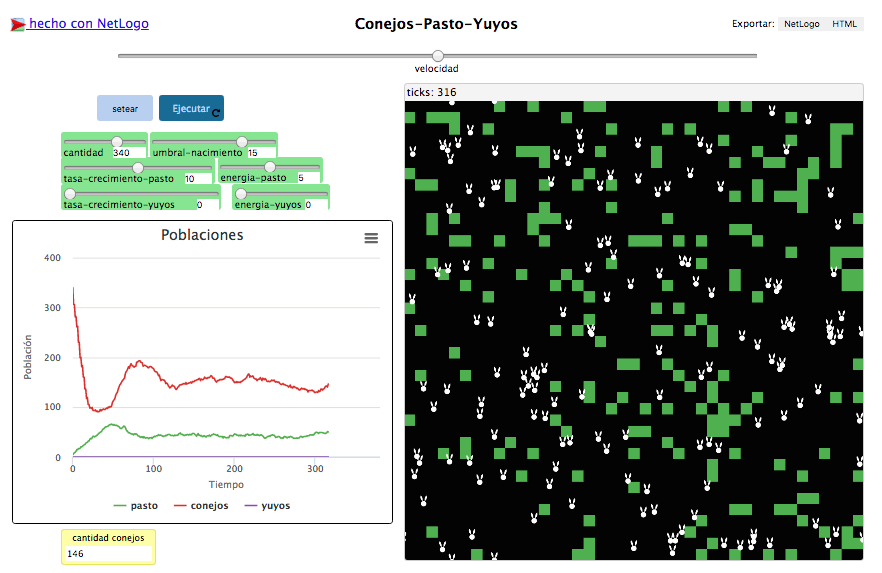 hecho con NetLogo
Conejos-Pasto-Yuyos
Exportar: NetLogo HTML
velocidad
setear
Ejecutar
cantidad 340
umbral-nacimiento 15
tasa-crecimiento-pasto 10
energia-pasto 5
tasa-crecimiento-yuyos 0
energia-yuyos 0
ticks: 316
Poblaciones
400
300
200
100
0
Población
0 100 200 300
Tiempo
pasto conejos yuyos
cantidad conejos
146